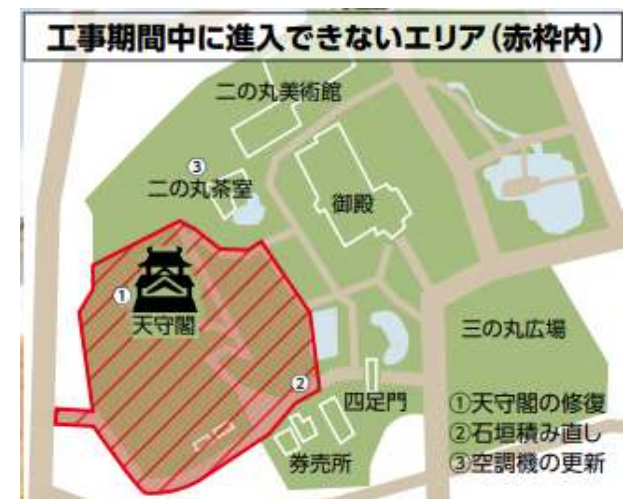 工事期間中に進入できないエリア（赤枠内）
二の丸美術館
③
二の丸茶室
御殿
①
天守閣
三の丸広場
②
四足門
券売所
①天守閣の修復
②石垣積み直し
③空調機の更新